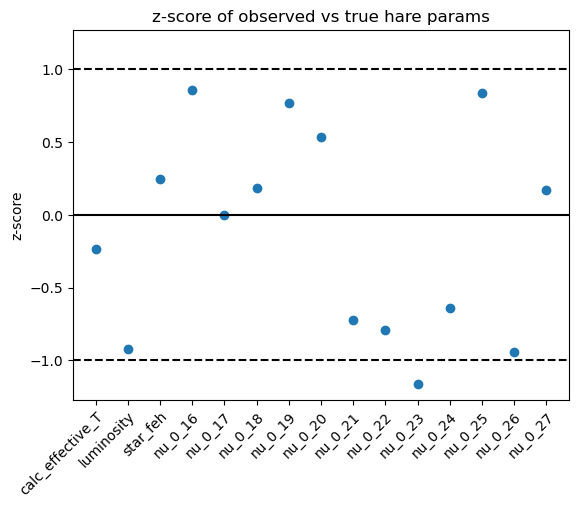 z-score of observed vs true hare params
z-score
1.0
0.5
0.0
−0.5
−1.0
calc_effective_T
luminosity
star_feh
nu_0_16
nu_0_17
nu_0_18
nu_0_19
nu_0_20
nu_0_21
nu_0_22
nu_0_23
nu_0_24
nu_0_25
nu_0_26
nu_0_27